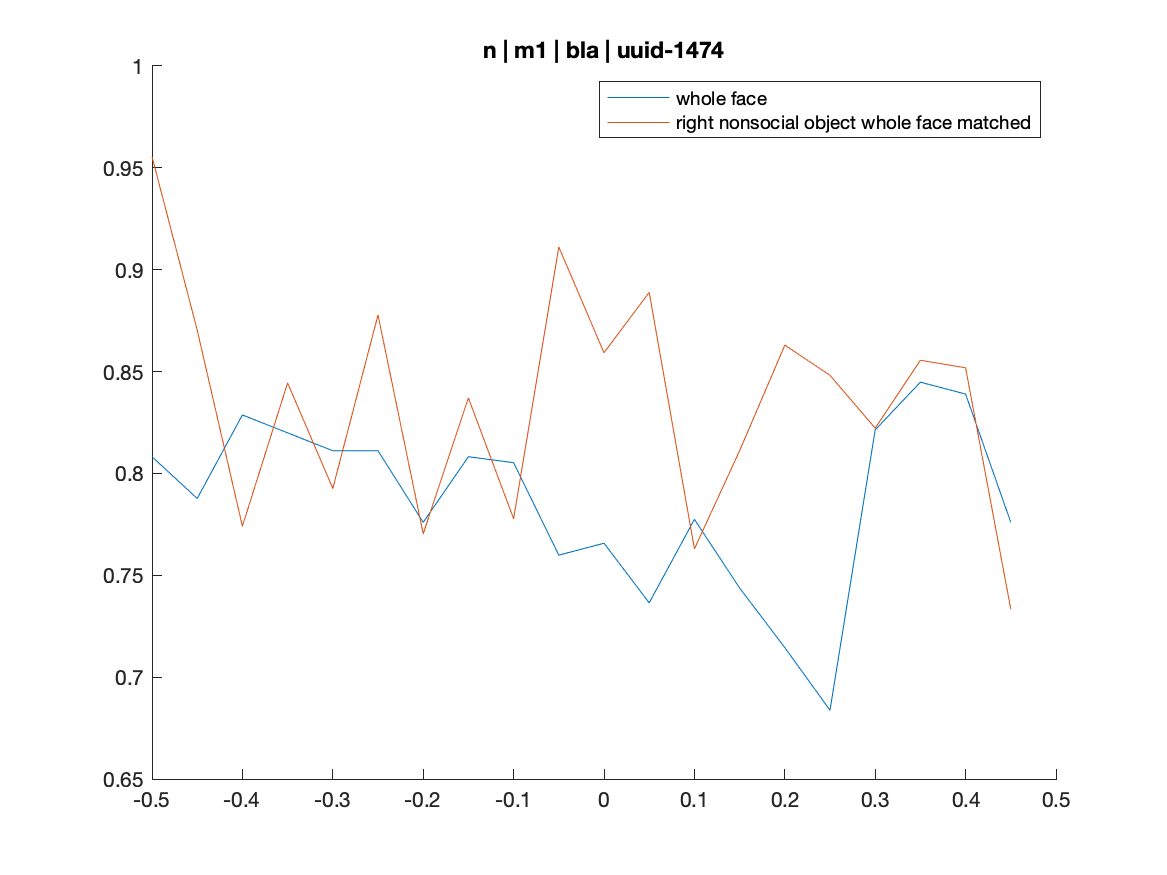 n | m1 | bla | uuid-1474
whole face
right nonsocial object whole face matched
1
0.95
0.9
0.85
0.8
0.75
0.7
0.65
-0.5 -0.4 -0.3 -0.2 -0.1 0 0.1 0.2 0.3 0.4 0.5